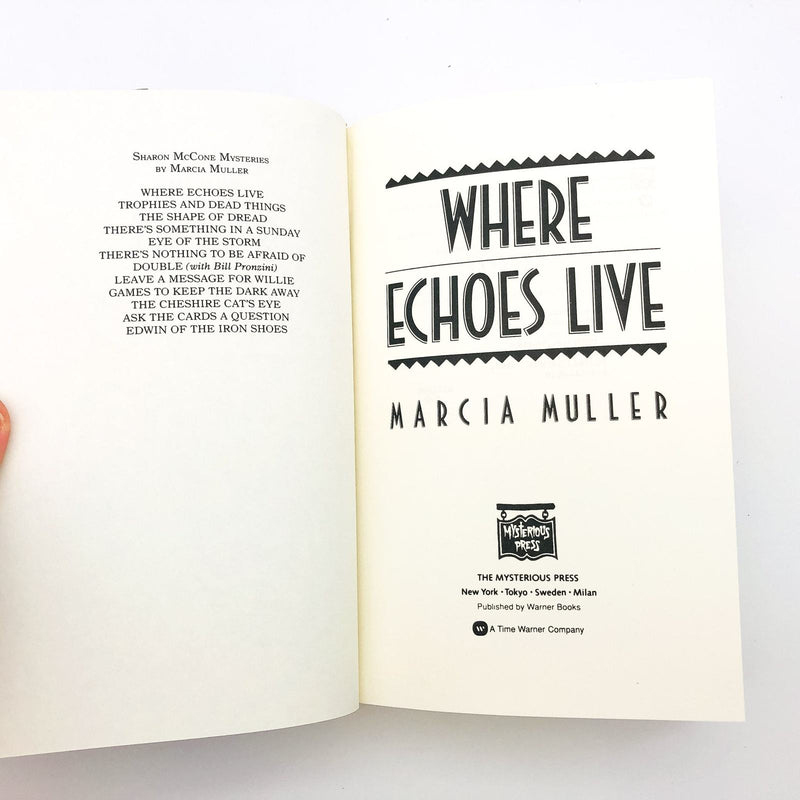 Sharon McCone Mysteries
by Marcia Muller
WHERE ECHOES LIVE
TROPHIES AND DEAD THINGS
THE SHAPE OF DREAD
THERE'S SOMETHING IN A SUNDAY
EYE OF THE STORM
THERE'S NOTHING TO BE AFRAID OF
DOUBLE (with Bill Pronzini)
LEAVE A MESSAGE FOR WILLIE
GAMES TO KEEP THE DARK AWAY
THE CHESHIRE CAT'S EYE
ASK THE CARDS A QUESTION
EDWIN OF THE IRON SHOES
WHERE
ECHOES LIVE
MARCIA MULLER
MYSTERIOUS
PRESS
THE MYSTERIOUS PRESS
New York · Tokyo · Sweden · Milan
Published by Warner Books
W A Time Warner Company